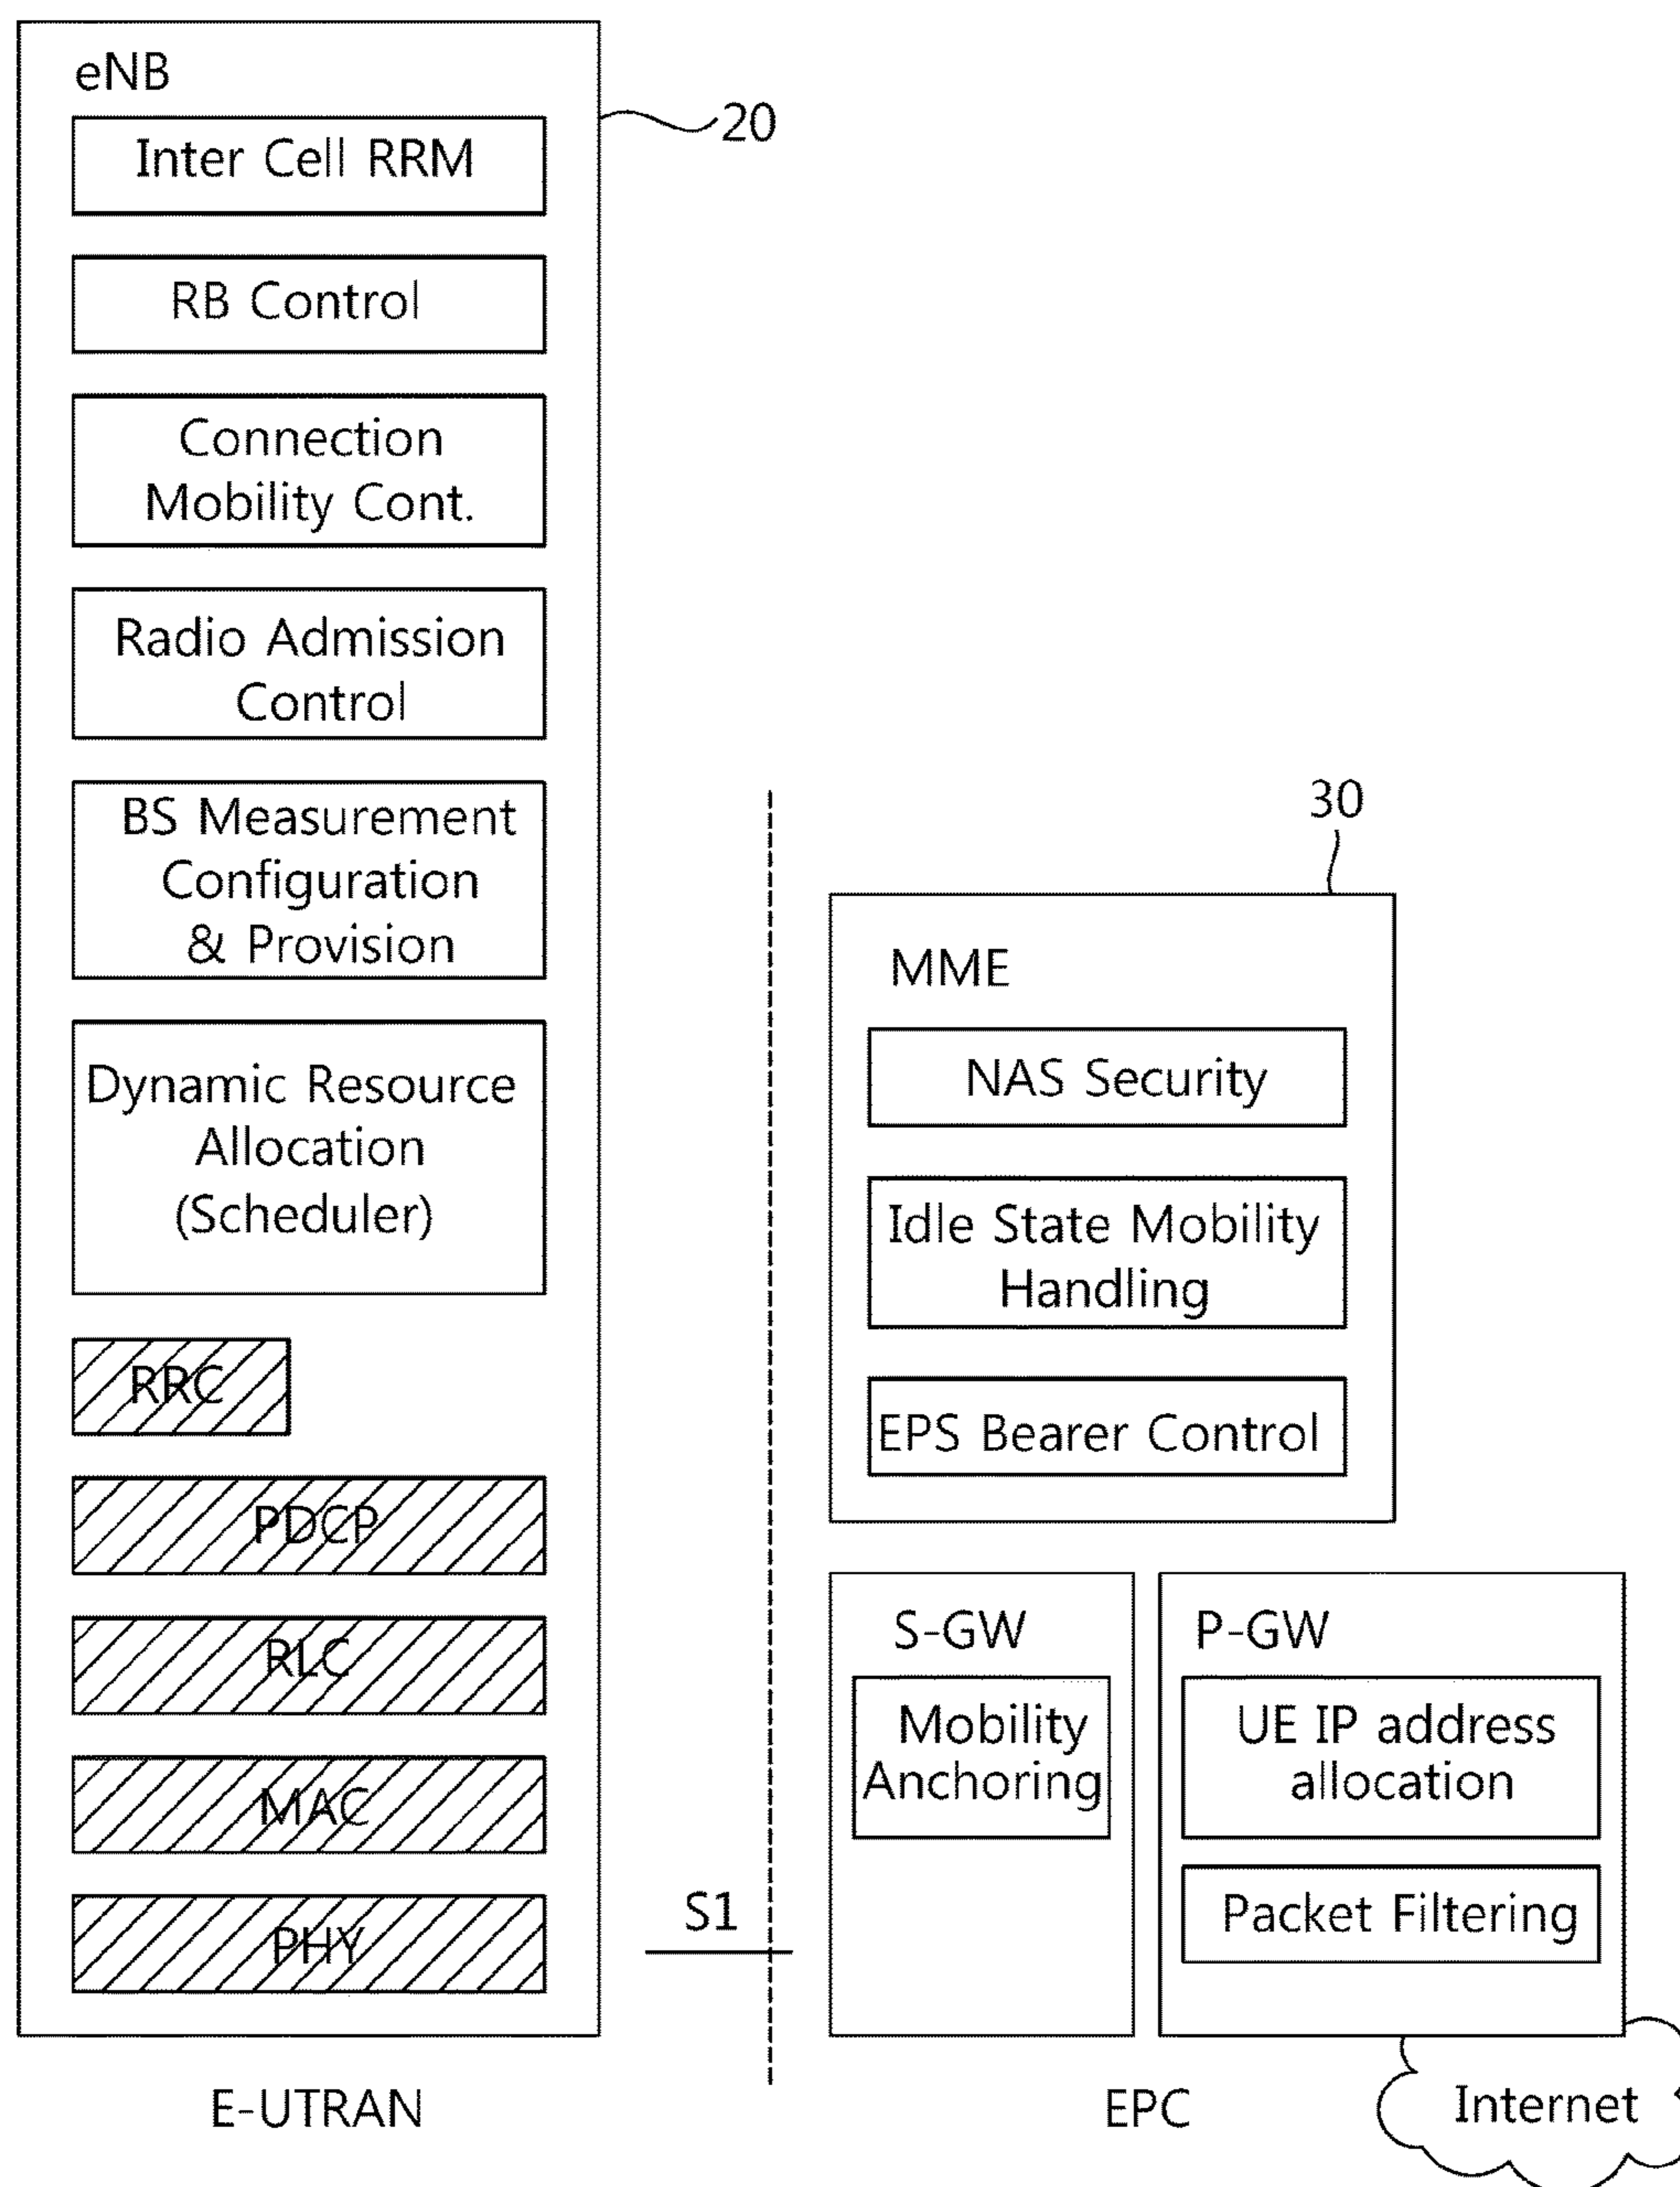 eNB
20
Inter Cell RRM
RB Control
Connection
Mobility Cont.
Radio Admission
Control
BS Measurement
Configuration
& Provision
Dynamic Resource
Allocation
(Scheduler)
RRC
PDCP
RLC
MAC
PHY
S1
E-UTRAN
30
MME
NAS Security
Idle State Mobility
Handling
EPS Bearer Control
S-GW
Mobility
Anchoring
P-GW
UE IP address
allocation
Packet Filtering
EPC
Internet